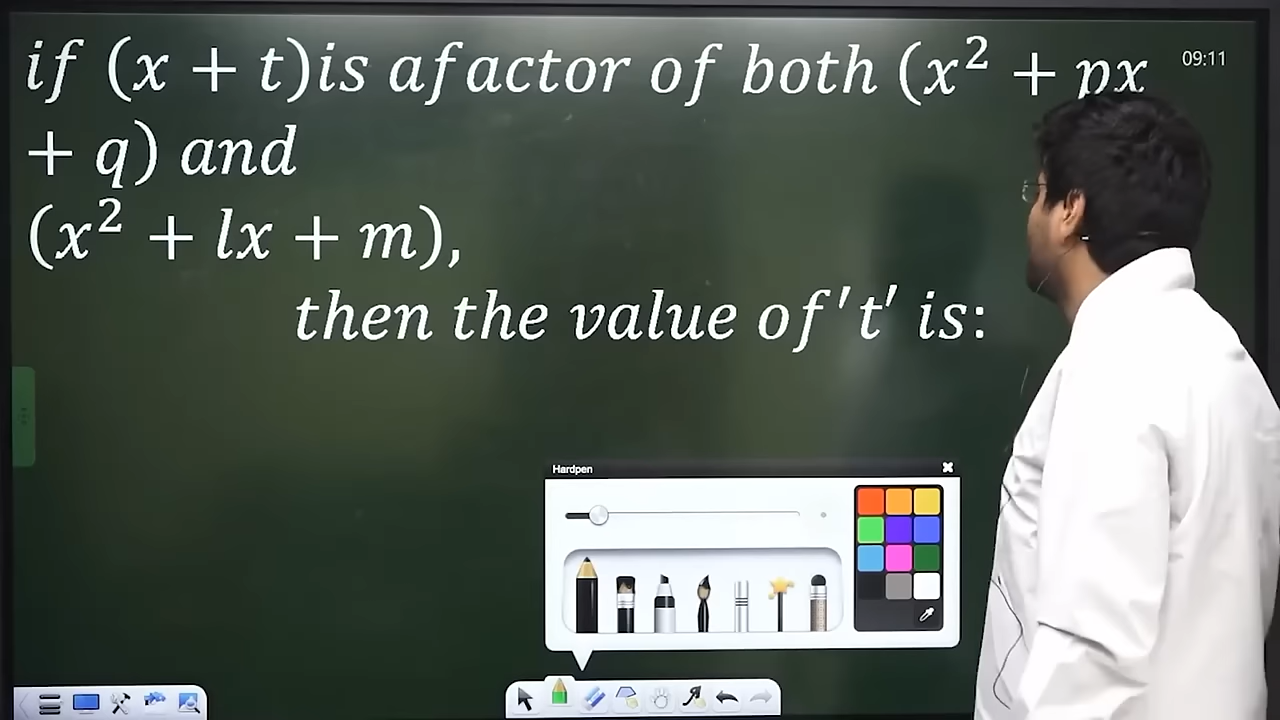 if (x + t)is afactor of both (x² + px
09:11
+ q) and
(x² + lx + m),
then the value of 't' is:
Hardpen